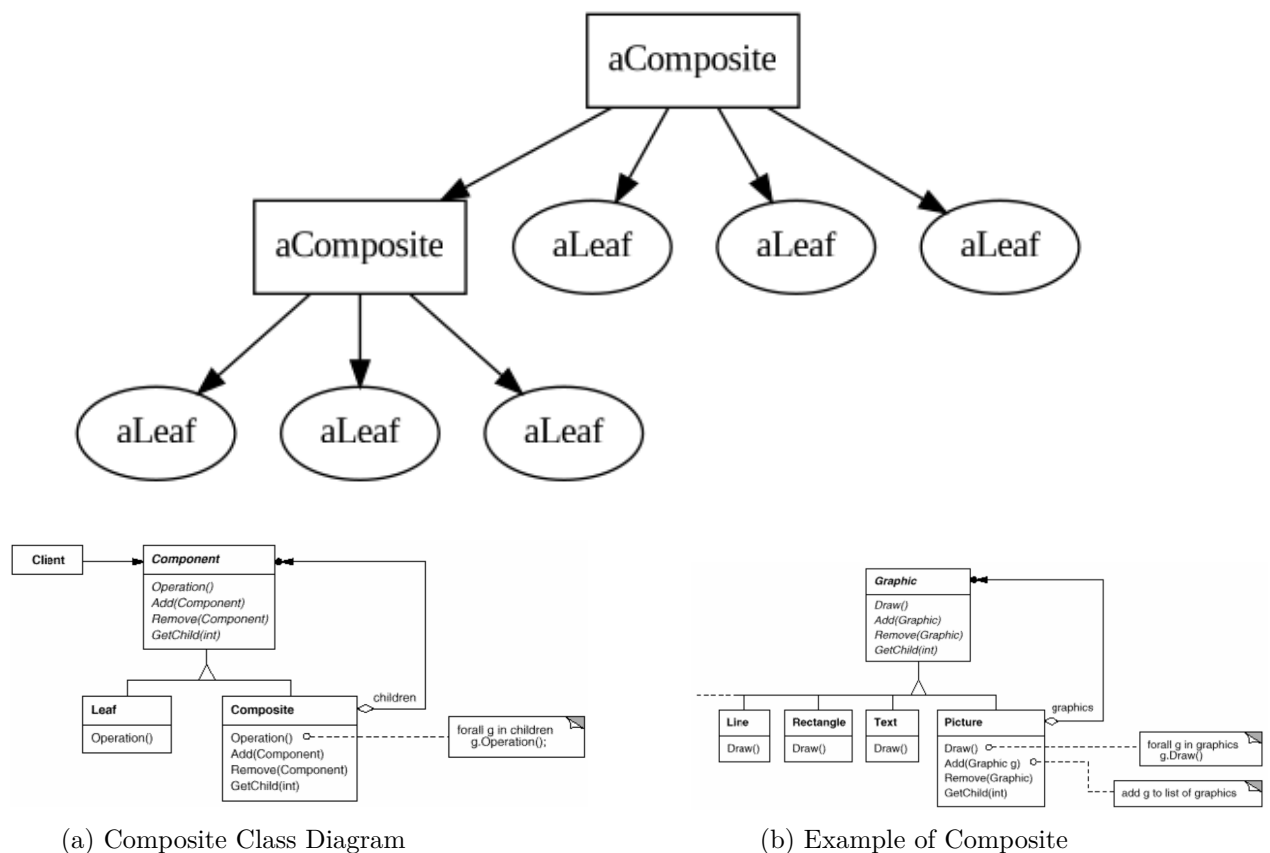 aComposite
aComposite
aLeaf
aLeaf
aLeaf
aLeaf
aLeaf
aLeaf
Client
Component
Operation()
Add(Component)
Remove(Component)
GetChild(int)
Leaf
Operation()
Composite
Operation()
Add(Component)
Remove(Component)
GetChild(int)
children
forall g in children
g.Operation();
(a) Composite Class Diagram
Graphic
Draw()
Add(Graphic)
Remove(Graphic)
GetChild(int)
Line
Draw()
Rectangle
Draw()
Text
Draw()
Picture
Draw()
Add(Graphic g)
Remove(Graphic)
GetChild(int)
graphics
forall g in graphics
g.Draw()
add g to list of graphics
(b) Example of Composite